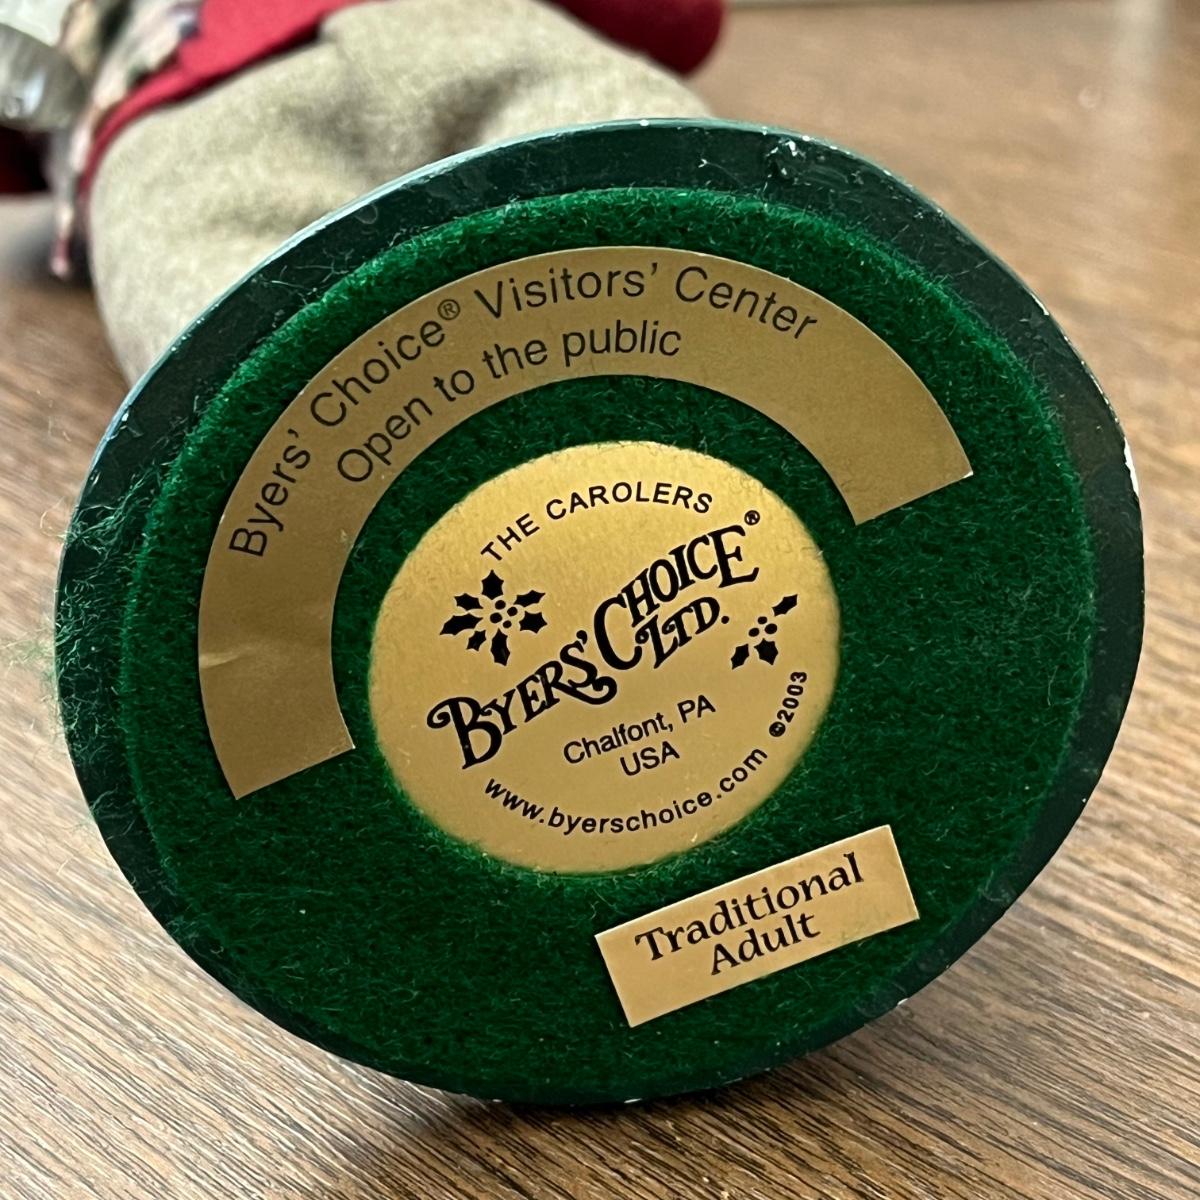 Byers' Choice® Visitors' Center
Open to the public
THE CAROLERS
BYERS' CHOICE®
LTD.
Chalfont, PA
USA
www.byerschoice.com ©2003
Traditional
Adult